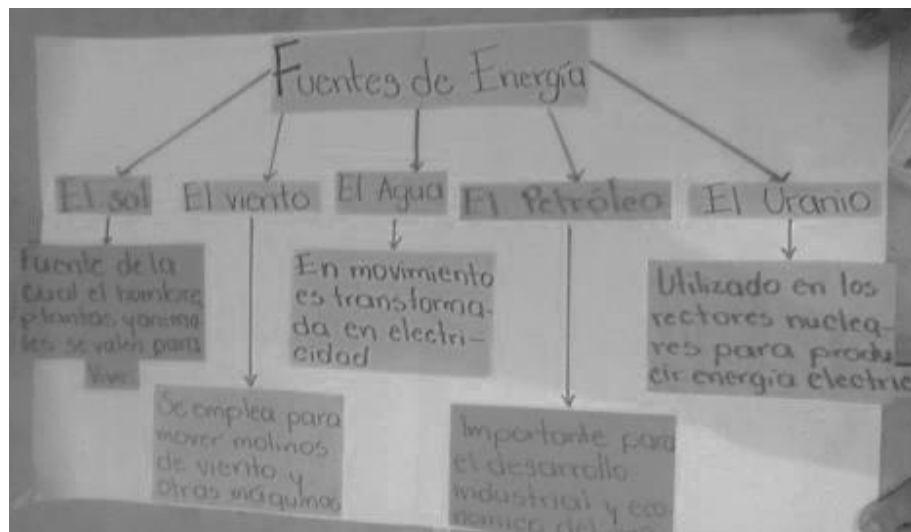 Fuentes de Energía
El sol
El viento
El Agua
El Petróleo
El Uranio
Fuente de la
cual el hombre,
plantas y anima-
les se valen para
vivir
Se emplea para
mover molinos
de viento y
otras máquinas
En movimiento
es transforma-
da en electri-
cidad
Importante para
el desarrollo
industrial y eco-
nomico del
Utilizado en los
rectores nuclea-
res para produ-
cir energía electric